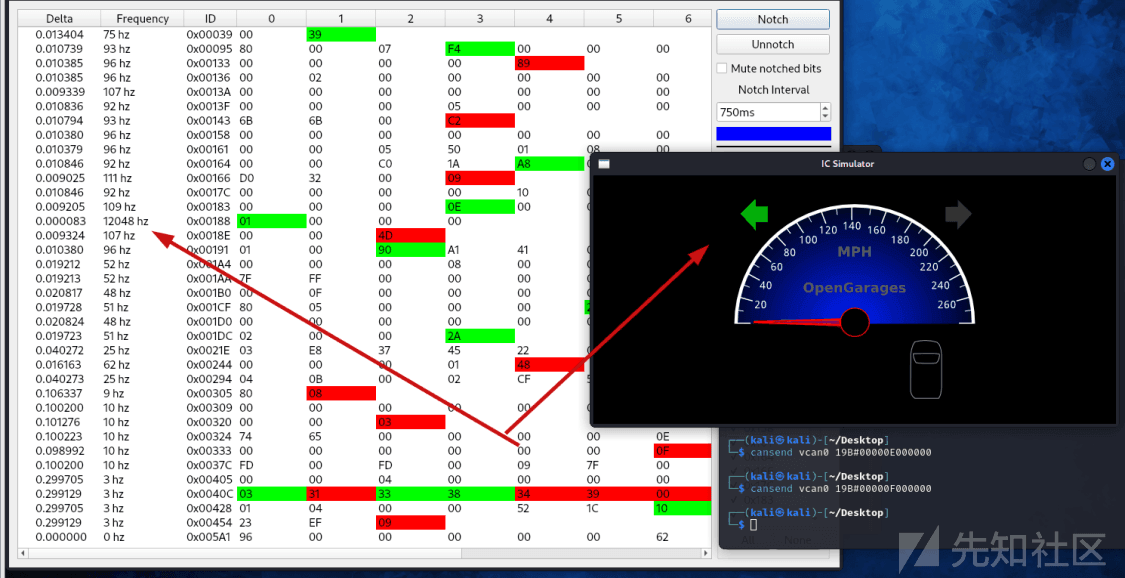 Delta Frequency ID 0 1 2 3 4 5 6
0.013404 75 hz 0x00039 00 39
0.010739 93 hz 0x00095 80 00 07 F4 00 00 00
0.010385 96 hz 0x00133 00 00 00 00 89
0.010385 96 hz 0x00136 00 02 00 00 00 00 00
0.009339 107 hz 0x0013A 00 00 00 00 00 00 00
0.010836 92 hz 0x0013F 00 00 00 05 00 00 00
0.010794 93 hz 0x00143 6B 6B 00 C2
0.010380 96 hz 0x00158 00 00 00 00 00 00 00
0.010379 96 hz 0x00161 00 00 05 50 01 08 00
0.010846 92 hz 0x00164 00 00 C0 1A A8
0.009025 111 hz 0x00166 D0 32 00 09
0.010846 92 hz 0x0017C 00 00 00 00 10
0.009205 109 hz 0x00183 00 00 00 0E 00
0.000083 12048 hz 0x00188 01 00 00 00
0.009324 107 hz 0x0018E 00 00 4D
0.010380 96 hz 0x00191 01 00 90 A1 41
0.019212 52 hz 0x001A4 00 00 00 08 00
0.019213 52 hz 0x001AA 7F FF 00 00 00
0.020817 48 hz 0x001B0 00 0F 00 00 00
0.019728 51 hz 0x001CF 80 05 00 00 00
0.020824 48 hz 0x001D0 00 00 00 00 00
0.019723 51 hz 0x001DC 02 00 00 2A
0.040272 25 hz 0x0021E 03 E8 37 45 22
0.016163 62 hz 0x00244 00 00 00 01 48
0.040273 25 hz 0x00294 04 0B 00 02 CF
0.106337 9 hz 0x00305 80 08
0.100200 10 hz 0x00309 00 00 00 00 00
0.101276 10 hz 0x00320 00 00 03
0.100223 10 hz 0x00324 74 65 00 00 00 00 0E
0.098992 10 hz 0x00333 00 00 00 00 00 00 0F
0.100200 10 hz 0x0037C FD 00 FD 00 09 7F 00
0.299705 3 hz 0x00405 00 00 04 00 00 00 00
0.299129 3 hz 0x0040C 03 31 33 38 34 39 00
0.299705 3 hz 0x00428 01 04 00 00 52 1C 10
0.299129 3 hz 0x00454 23 EF 09
0.000000 0 hz 0x005A1 96 00 00 00 00 00 62
Notch
Unnotch
Mute notched bits
Notch Interval
750ms
IC Simulator
20 40 60 80 100 120 140 160 180 200 220 240 260
MPH
OpenGarages
┌──(kali㉿kali)-[~/Desktop]
└─$ cansend vcan0 19B#00000E000000
┌──(kali㉿kali)-[~/Desktop]
└─$ cansend vcan0 19B#00000F000000
┌──(kali㉿kali)-[~/Desktop]
└─$
All None
先知社区